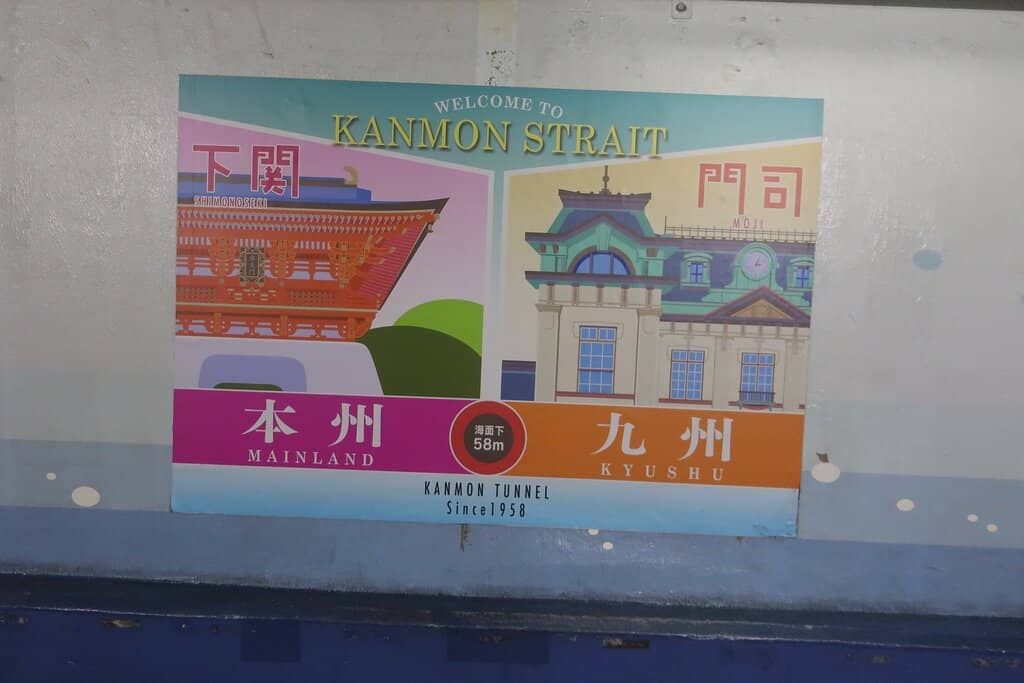 WELCOME TO
KANMON STRAIT
下関
SHIMONOSEKI
門司
MOJI
本州
MAINLAND
海面下
58m
九州
KYUSHU
KANMON TUNNEL
Since1958